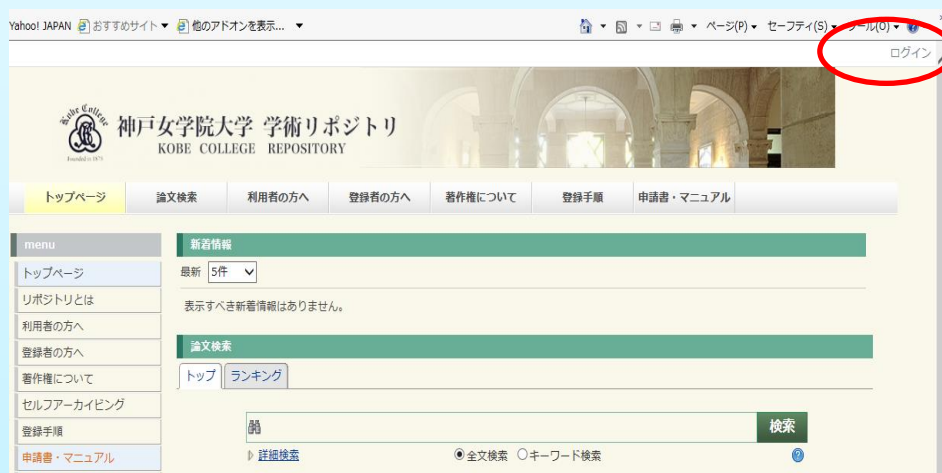 Yahoo! JAPAN おすすめサイト ▼ 他のアドオンを表示... ▼ ページ(P) ▼ セーフティ(S) ▼ ツール(O) ▼
ログイン
Kobe College
Founded in 1875
神戸女学院大学 学術リポジトリ
KOBE COLLEGE REPOSITORY
トップページ 論文検索 利用者の方へ 登録者の方へ 著作権について 登録手順 申請書・マニュアル
menu
トップページ
リポジトリとは
利用者の方へ
登録者の方へ
著作権について
セルフアーカイビング
登録手順
申請書・マニュアル
新着情報
最新 5件
表示すべき新着情報はありません。
論文検索
トップ ランキング
検索
詳細検索 全文検索 キーワード検索